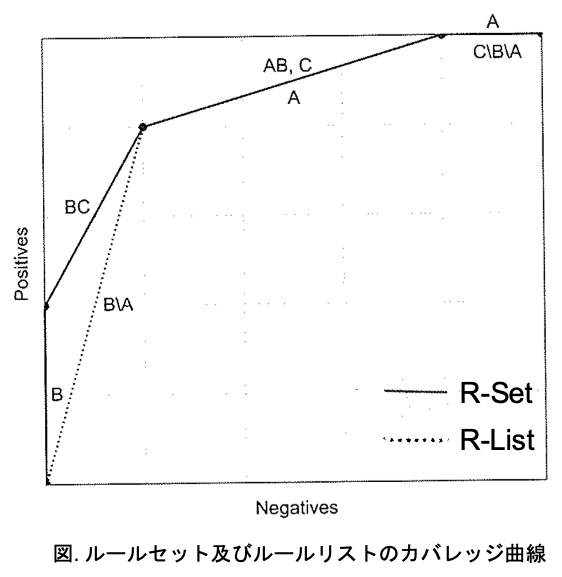 A
C\B\A
AB, C
A
BC
B\A
B
Positives
R-Set
R-List
Negatives
図. ルールセット及びルールリストのカバレッジ曲線